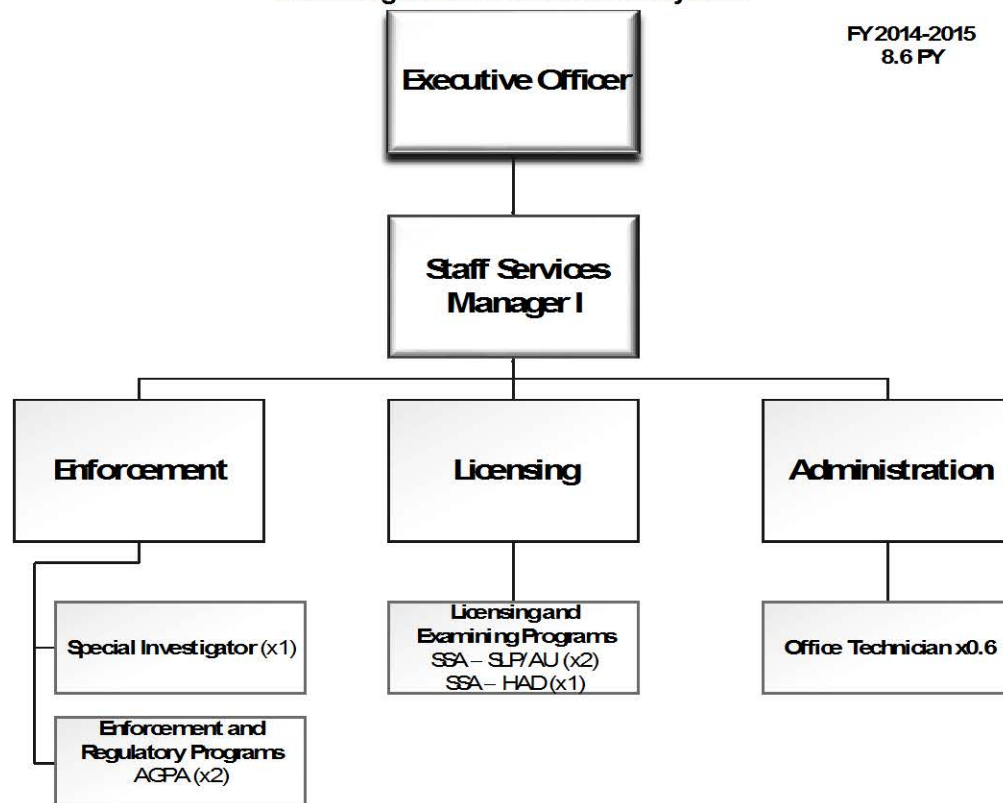 FY 2014-2015
8.6 PY
Executive Officer
Staff Services
Manager I
Enforcement
Licensing
Administration
Special Investigator (x1)
Licensing and
Examining Programs
SSA – SLP/AU (x2)
SSA – HAD (x1)
Office Technician x0.6
Enforcement and
Regulatory Programs
AGPA (x2)